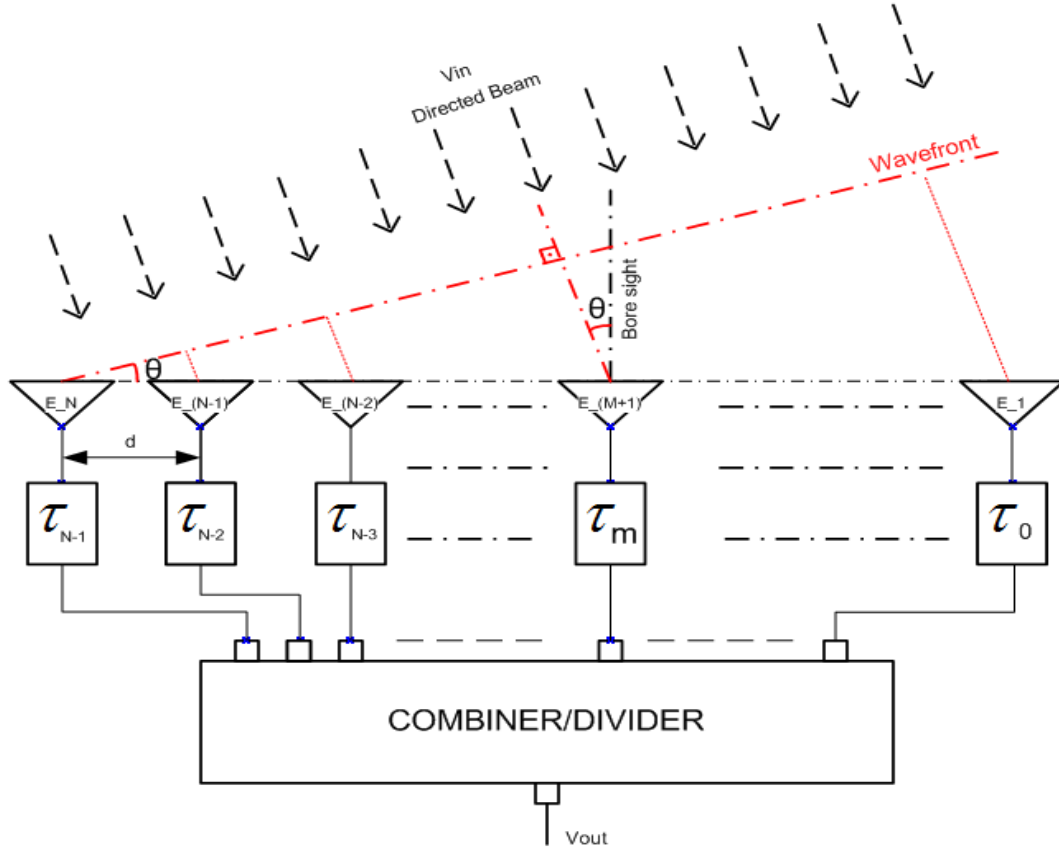 Vin
Directed Beam
Wavefront
θ
Bore sight
θ
E_N
E_(N-1)
E_(N-2)
E_(M+1)
E_1
d
τN-1
τN-2
τN-3
τm
τ0
COMBINER/DIVIDER
Vout